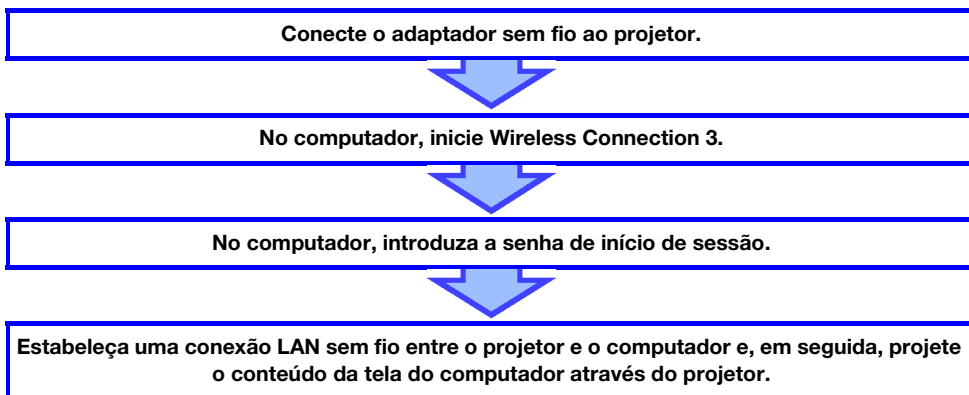 Conecte o adaptador sem fio ao projetor.
No computador, inicie Wireless Connection 3.
No computador, introduza a senha de início de sessão.
Estabeleça uma conexão LAN sem fio entre o projetor e o computador e, em seguida, projete
o conteúdo da tela do computador através do projetor.